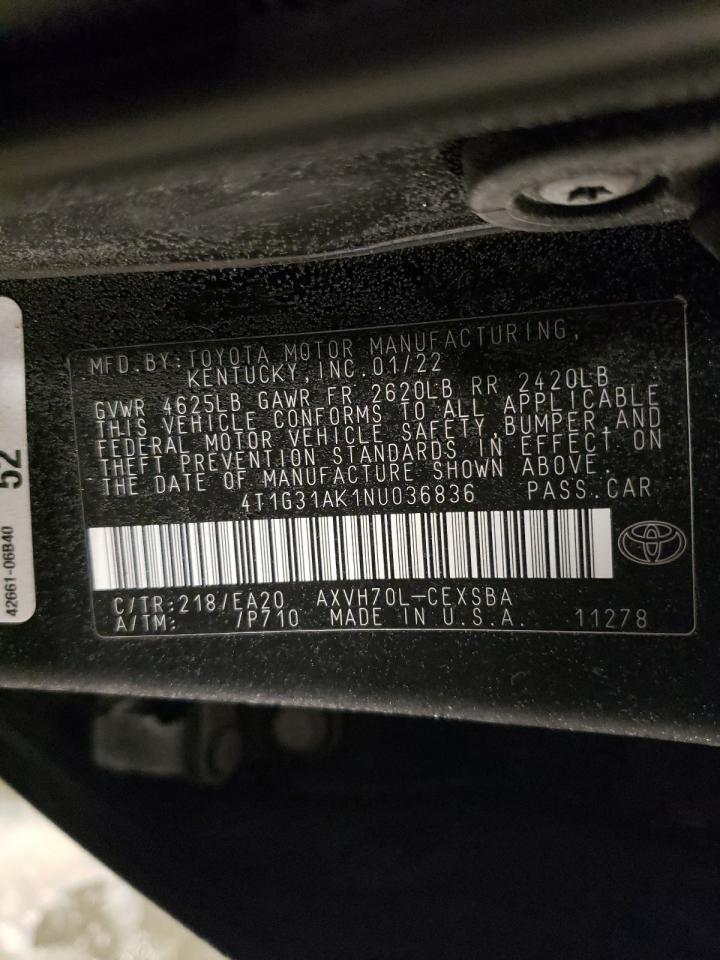 MFD.BY:TOYOTA MOTOR MANUFACTURING,
KENTUCKY,INC.01/22
GVWR 4625LB GAWR FR 2620LB RR 2420LB
THIS VEHICLE CONFORMS TO ALL APPLICABLE
FEDERAL MOTOR VEHICLE SAFETY,BUMPER,AND
THEFT PREVENTION STANDARDS IN EFFECT ON
THE DATE OF MANUFACTURE SHOWN ABOVE.
4T1G31AK1NU036836 PASS.CAR
C/TR:218/EA20 AXVH70L-CEXSBA
A/TM: /P710 MADE IN U.S.A. 11278
52
42661-06B40